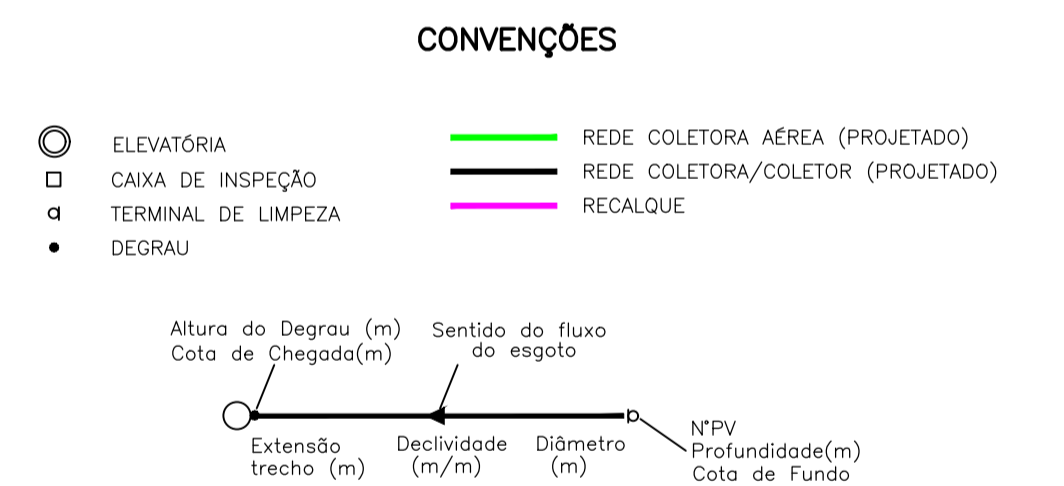 CONVENÇÕES
ELEVATÓRIA
CAIXA DE INSPEÇÃO
TERMINAL DE LIMPEZA
DEGRAU
REDE COLETORA AÉREA (PROJETADO)
REDE COLETORA/COLETOR (PROJETADO)
RECALQUE
Altura do Degrau (m)
Cota de Chegada(m)
Sentido do fluxo
do esgoto
Extensão
trecho (m)
Declividade
(m/m)
Diâmetro
(m)
N°PV
Profundidade(m)
Cota de Fundo